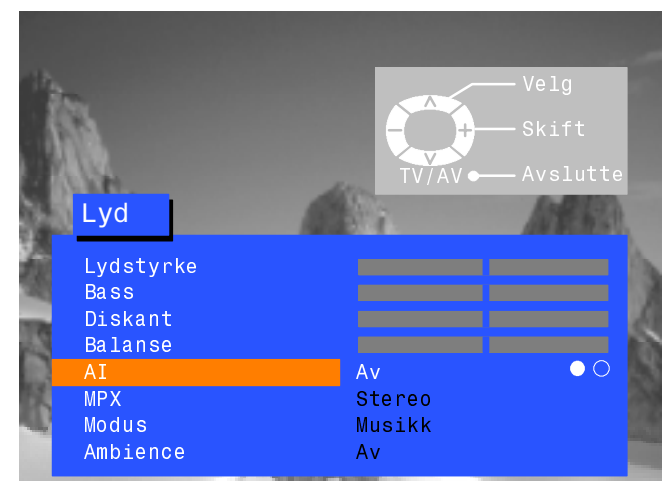 Velg
Skift
TV/AV Avslutte
Lyd
Lydstyrke
Bass
Diskant
Balanse
AI Av
MPX Stereo
Modus Musikk
Ambience Av